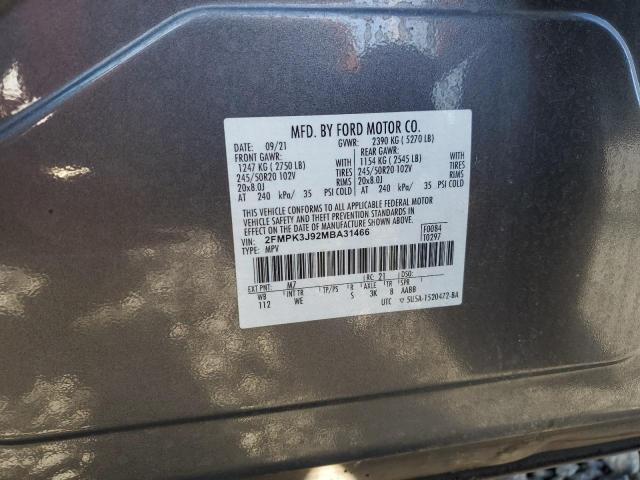 MFD. BY FORD MOTOR CO.
DATE: 09/21 GVWR: 2390 KG ( 5270 LB)
FRONT GAWR: REAR GAWR:
1247 KG ( 2750 LB) WITH 1154 KG ( 2545 LB) WITH
245/50R20 102V TIRES 245/50R20 102V TIRES
20x8.0J RIMS 20x8.0J RIMS
AT 240 kPa/ 35 PSI COLD AT 240 kPa/ 35 PSI COLD
THIS VEHICLE CONFORMS TO ALL APPLICABLE FEDERAL MOTOR
VEHICLE SAFETY AND THEFT PREVENTION STANDARDS IN EFFECT ON
THE DATE OF MANUFACTURE SHOWN ABOVE.
VIN: 2FMPK3J92MBA31466 F0084
TYPE: MPV T0297
EXT PNT: M7 RC: 21 DSO:
WB INT TR TP/PS R AXLE TR SPR
112 WE S 3K 8 AABB
UTC 5U5A-1520472-BA